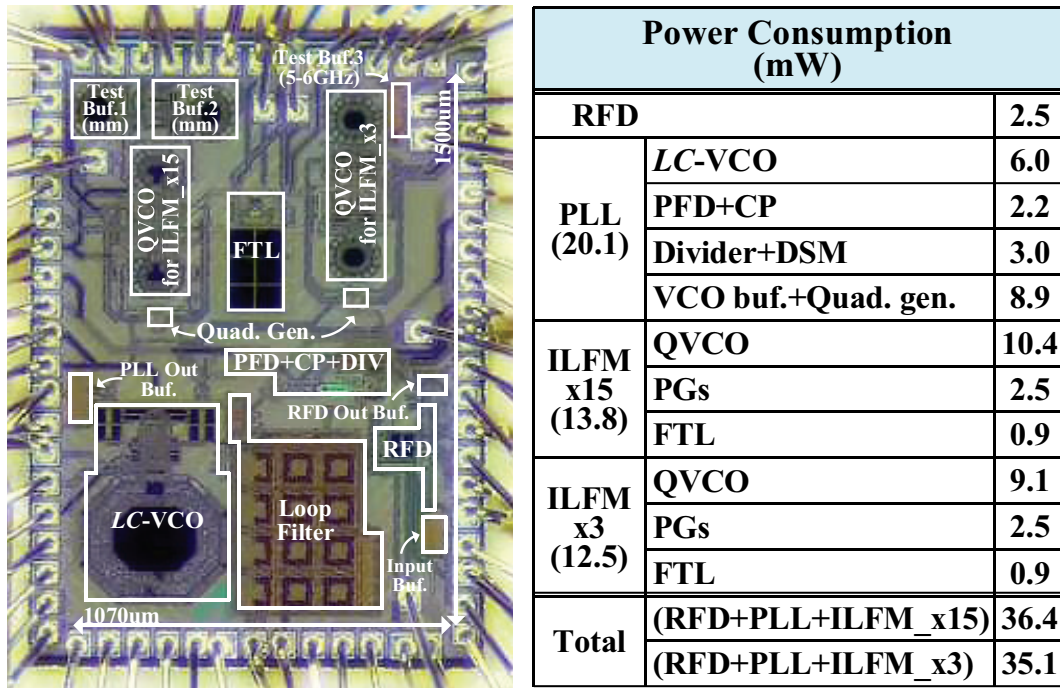 Test Buf.3
(5-6GHz)
Test
Buf.1
(mm)
Test
Buf.2
(mm)
1500um
QVCO
for ILFM_x15
QVCO
for ILFM_x3
FTL
Quad. Gen.
PFD+CP+DIV
PLL Out
Buf.
RFD Out Buf.
RFD
LC-VCO
Loop
Filter
Input
Buf.
1070um
Power Consumption
(mW)
RFD 2.5
PLL
(20.1)
LC-VCO 6.0
PFD+CP 2.2
Divider+DSM 3.0
VCO buf.+Quad. gen. 8.9
ILFM
x15
(13.8)
QVCO 10.4
PGs 2.5
FTL 0.9
ILFM
x3
(12.5)
QVCO 9.1
PGs 2.5
FTL 0.9
Total
(RFD+PLL+ILFM_x15) 36.4
(RFD+PLL+ILFM_x3) 35.1